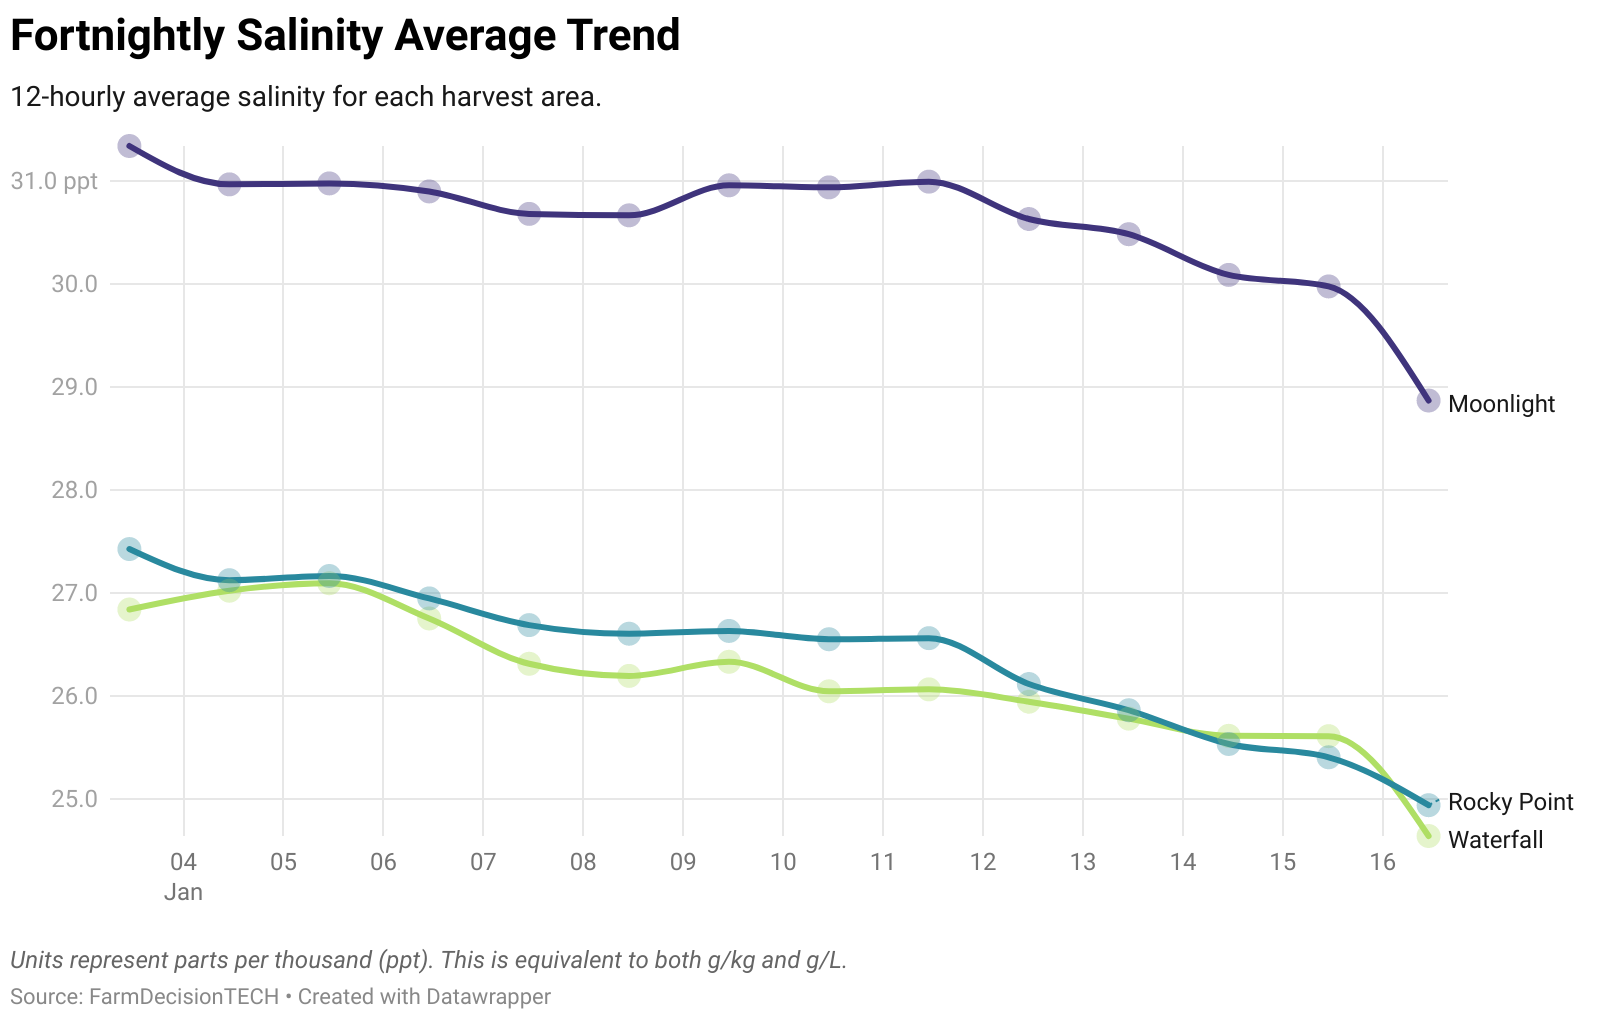 Fortnightly Salinity Average Trend
12-hourly average salinity for each harvest area.
31.0 ppt
30.0
29.0
Moonlight
28.0
27.0
26.0
25.0
Rocky Point
Waterfall
04 05 06 07 08 09 10 11 12 13 14 15 16
Jan
Units represent parts per thousand (ppt). This is equivalent to both g/kg and g/L.
Source: FarmDecisionTECH • Created with Datawrapper